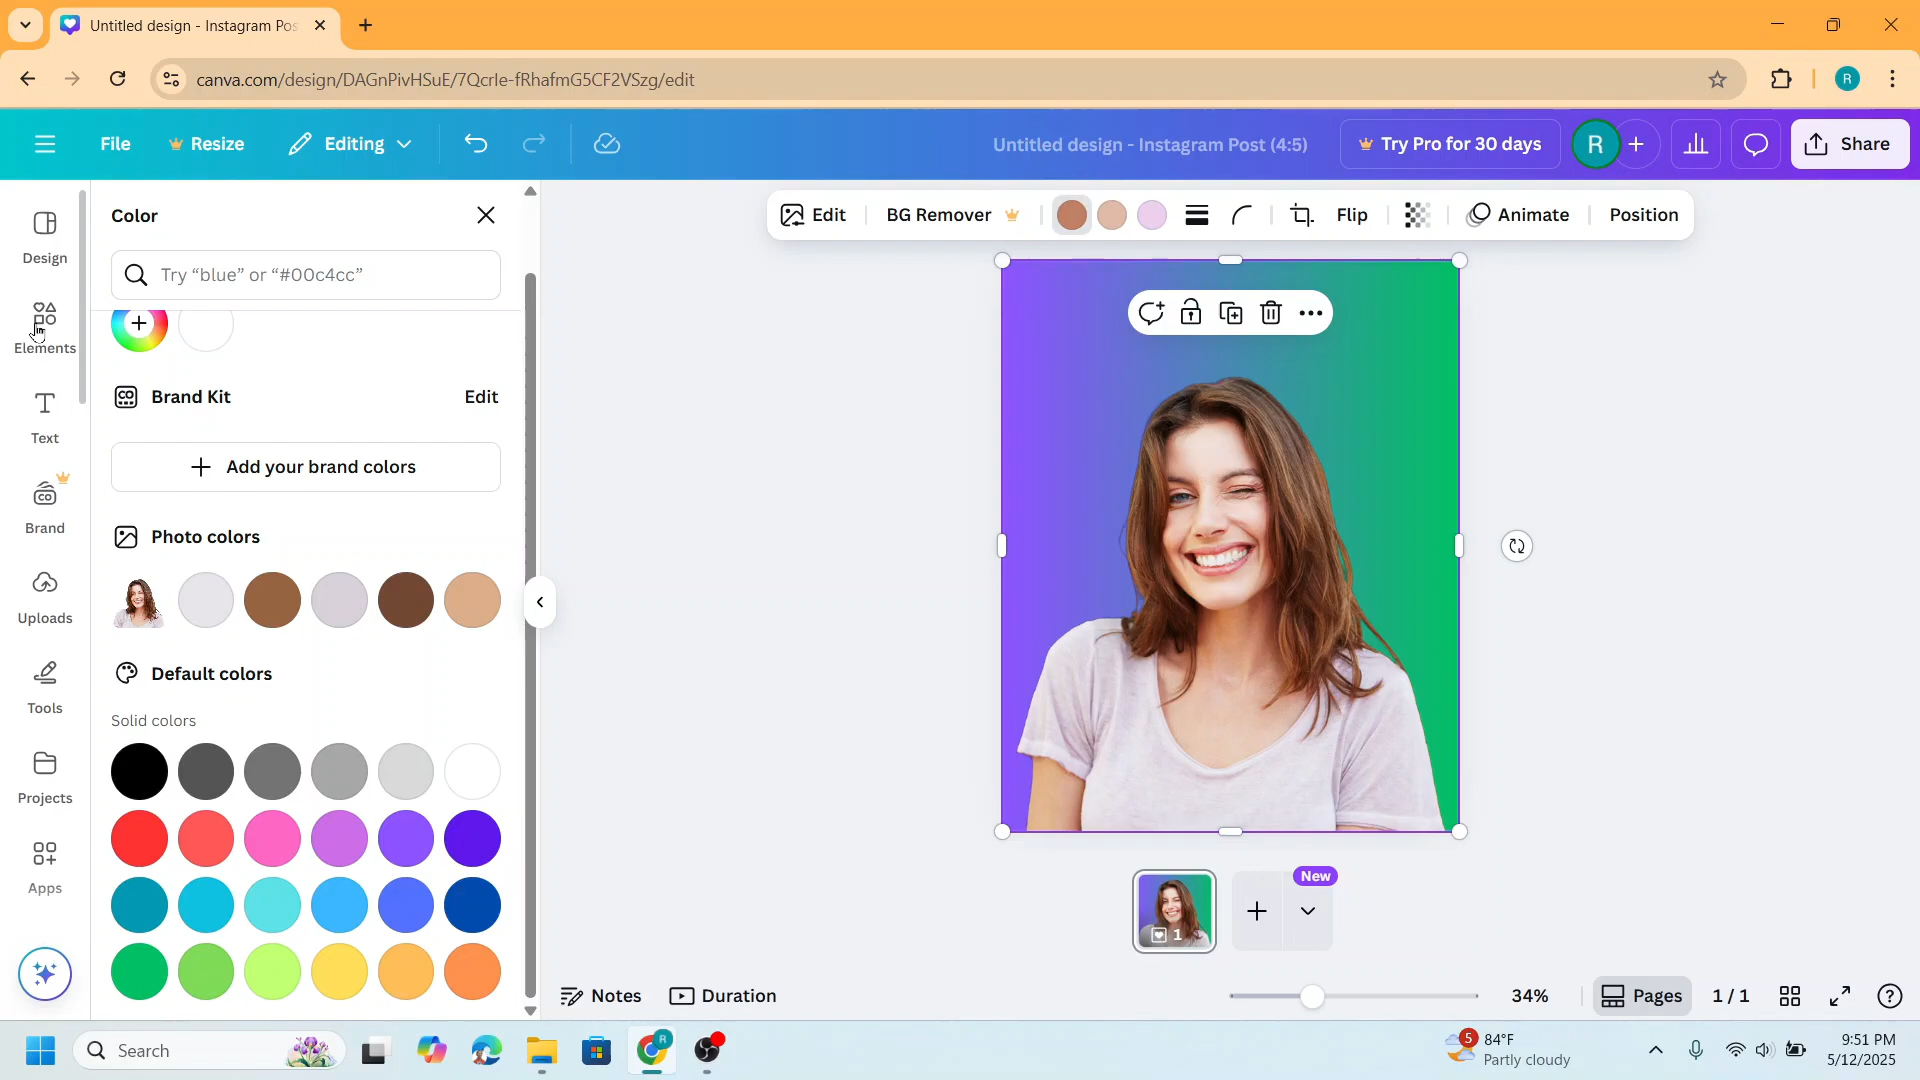 Untitled design - Instagram Pos
canva.com/design/DAGnPivHSuE/7Qcrle-fRhafmG5CF2VSzg/edit
R
File
Resize
Editing
Untitled design - Instagram Post (4:5)
Try Pro for 30 days
R
Share
Design
Elements
Text
Brand
Uploads
Tools
Projects
Apps
Color
Try “blue” or “#00c4cc”
Brand Kit
Edit
Add your brand colors
Photo colors
Default colors
Solid colors
Edit
BG Remover
Flip
Animate
Position
1
New
Notes
Duration
34%
Pages
1 / 1
Search
R
5
84°F
Partly cloudy
9:51 PM
5/12/2025